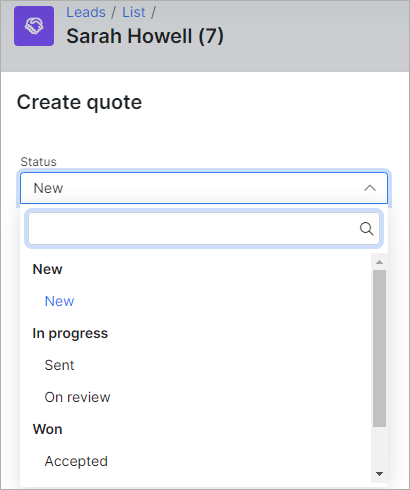 Leads / List /
Sarah Howell (7)
Create quote
Status
New
New
New
In progress
Sent
On review
Won
Accepted